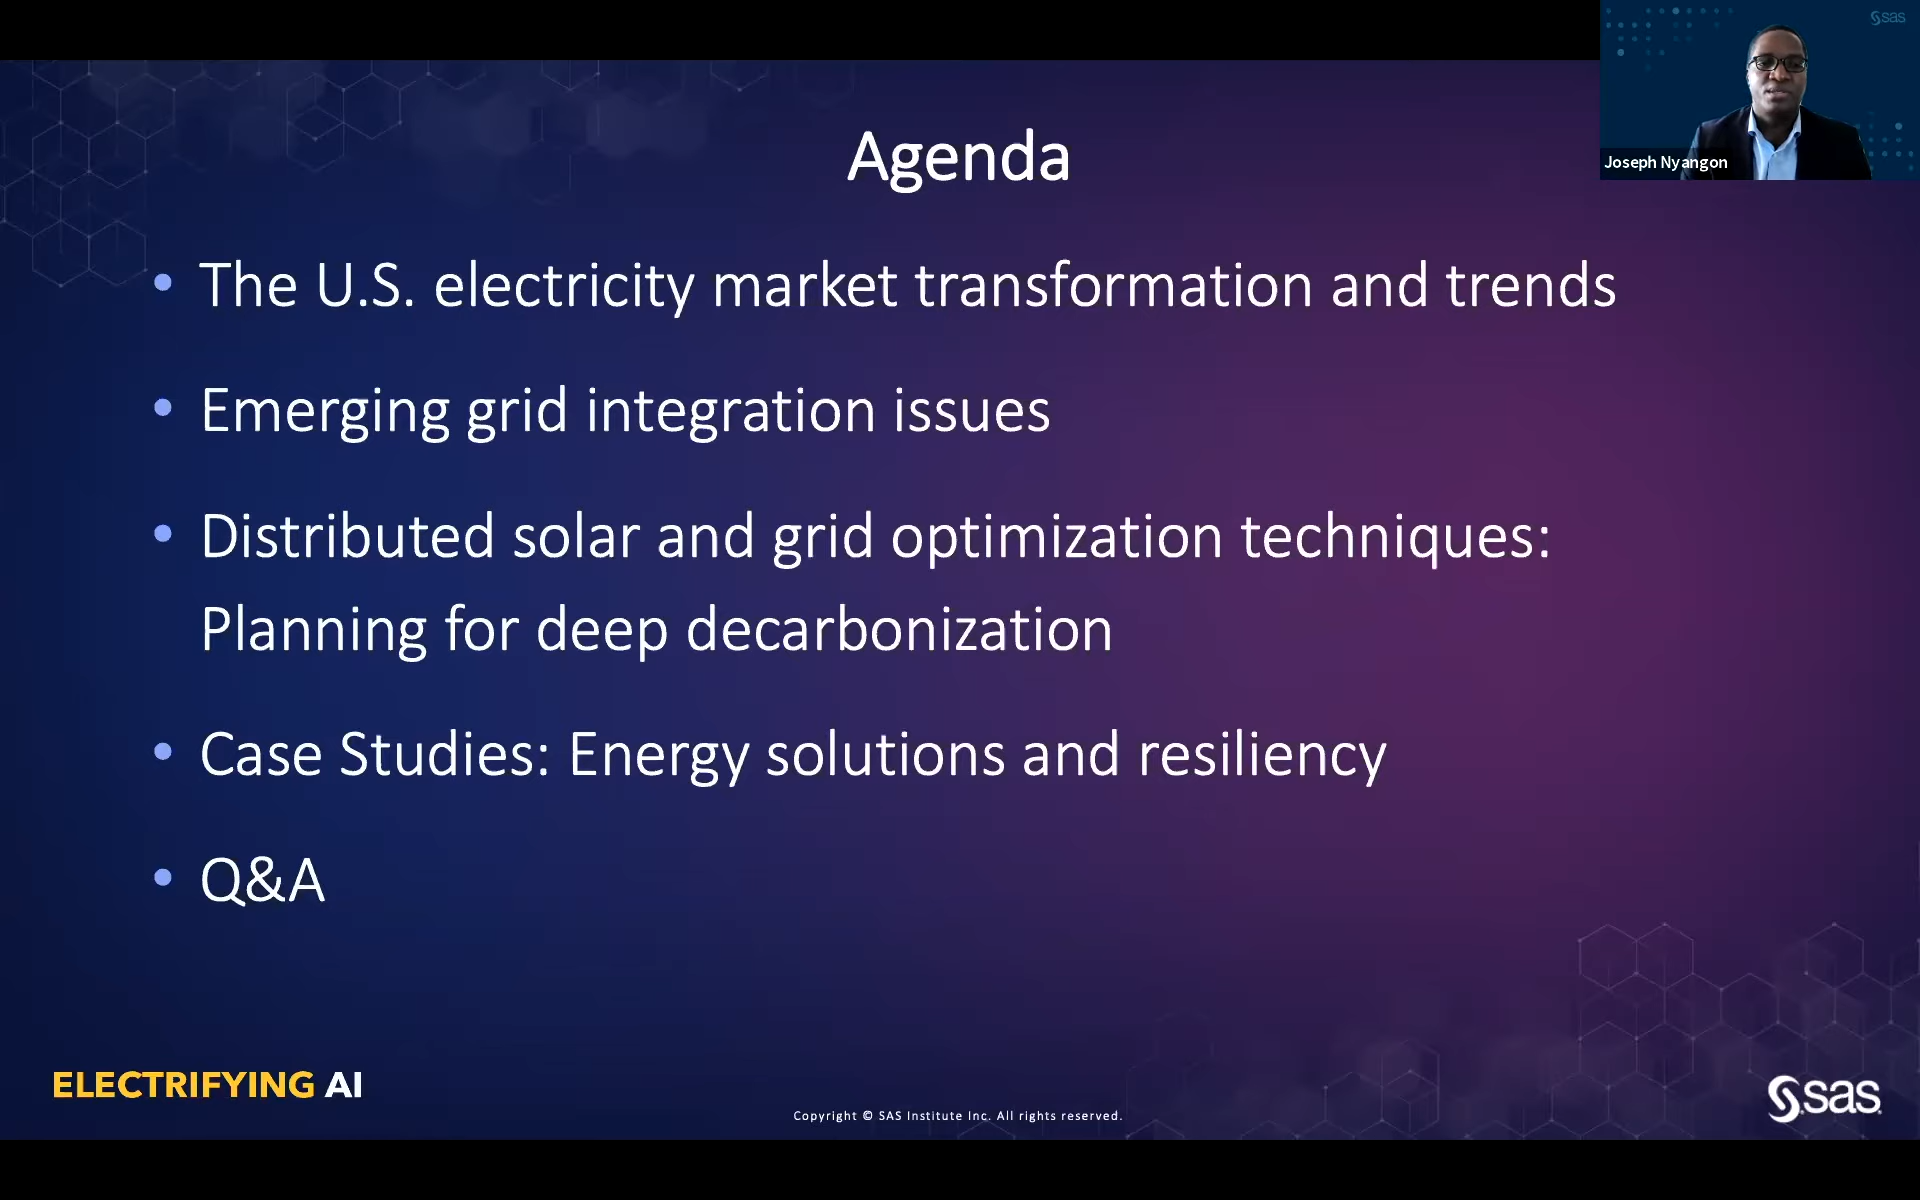 sas
Joseph Nyangon
Agenda
• The U.S. electricity market transformation and trends
• Emerging grid integration issues
• Distributed solar and grid optimization techniques:
Planning for deep decarbonization
• Case Studies: Energy solutions and resiliency
• Q&A
ELECTRIFYING AI
Copyright © SAS Institute Inc. All rights reserved.
sas